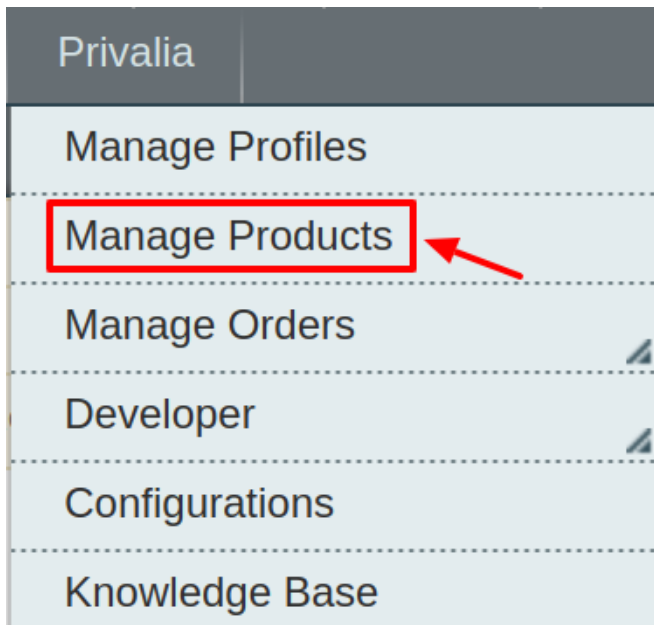 Privalia
Manage Profiles
Manage Products
Manage Orders
Developer
Configurations
Knowledge Base